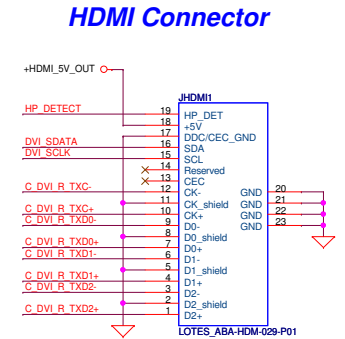 HDMI Connector
+HDMI_5V_OUT
JHDMI1
HP_DETECT 19 HP_DET
18 +5V
17 DDC/CEC_GND
DVI_SDATA 16 SDA
DVI_SCLK 15 SCL
14 Reserved
13 CEC
C_DVI_R_TXC- 12 CK- GND 20
11 CK_shield GND 21
C_DVI_R_TXC+ 10 CK+ GND 22
C_DVI_R_TXD0- 9 D0- GND 23
8 D0_shield
C_DVI_R_TXD0+ 7 D0+
C_DVI_R_TXD1- 6 D1-
5 D1_shield
C_DVI_R_TXD1+ 4 D1+
C_DVI_R_TXD2- 3 D2-
2 D2_shield
C_DVI_R_TXD2+ 1 D2+
LOTES_ABA-HDM-029-P01